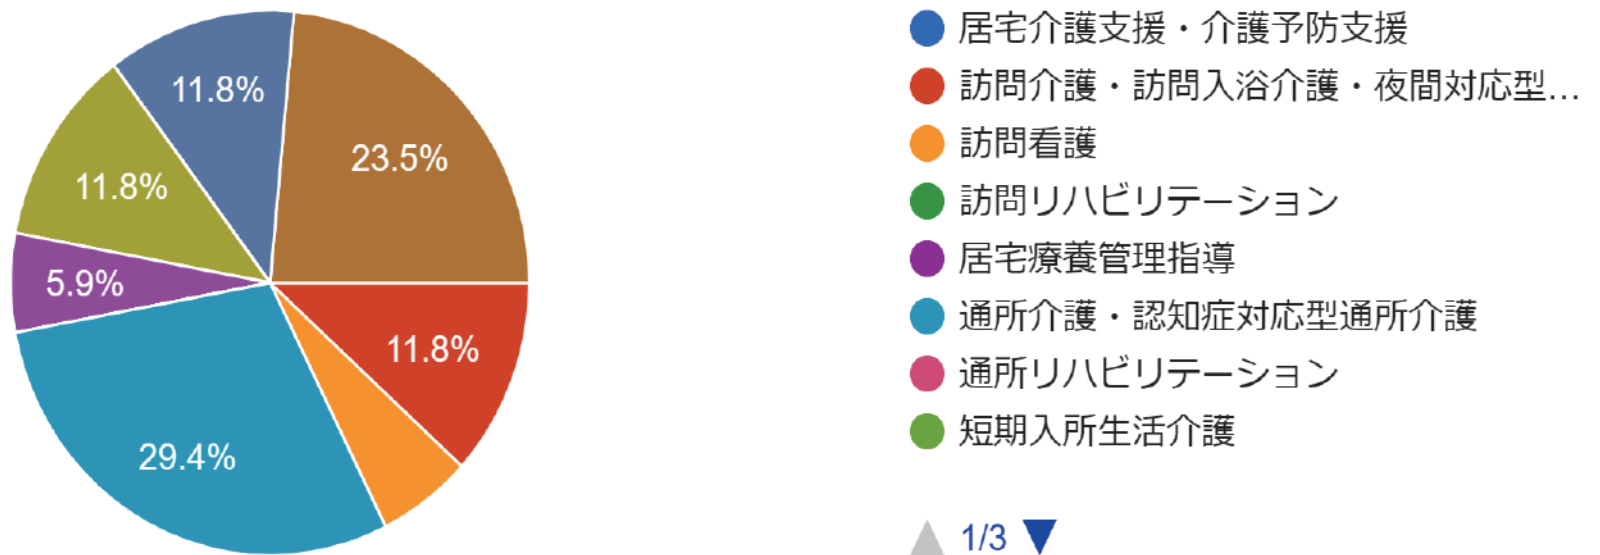 11.8%
23.5%
11.8%
5.9%
11.8%
29.4%
居宅介護支援・介護予防支援
訪問介護・訪問入浴介護・夜間対応型…
訪問看護
訪問リハビリテーション
居宅療養管理指導
通所介護・認知症対応型通所介護
通所リハビリテーション
短期入所生活介護
1/3